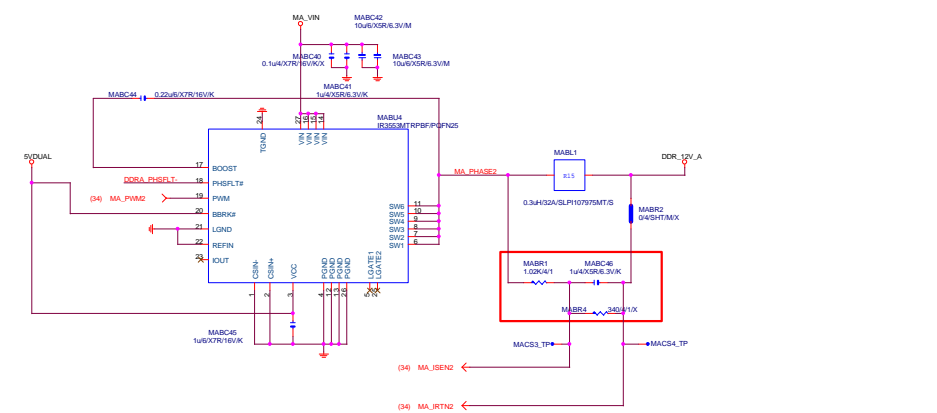 MA_VIN
MABC42
10u/6/X5R/6.3V/M
MABC40
0.1u/4/X7R/16V/K/X
MABC43
10u/6/X5R/6.3V/M
MABC41
1u/4/X5R/6.3V/K
MABC44
0.22u/6/X7R/16V/K
MABU4
IR3553MTRPBF/PQFN25
24
27
16
15
14
TGND
VIN
VIN
VIN
VIN
5VDUAL
17
BOOST
DDRA_PHSFLT-
18
PHSFLT#
(34)
MA_PWM2
19
PWM
20
BBRK#
21
LGND
22
REFIN
23
IOUT
SW6
11
SW5
10
SW4
9
SW3
8
SW2
7
SW1
6
CSIN-
CSIN+
VCC
PGND
PGND
PGND
PGND
LGATE1
LGATE2
1
2
3
4
12
13
26
5
MABC45
1u/6/X7R/16V/K
MA_PHASE2
MABL1
R15
0.3uH/32A/SLPI107975MT/S
DDR_12V_A
MABR2
0/4/SHT/M/X
MABR1
1.02K/4/1
MABC46
1u/4/X5R/6.3V/K
MABR4
340/4/1/X
MACS3_TP
MACS4_TP
(34)
MA_ISEN2
(34)
MA_IRTN2